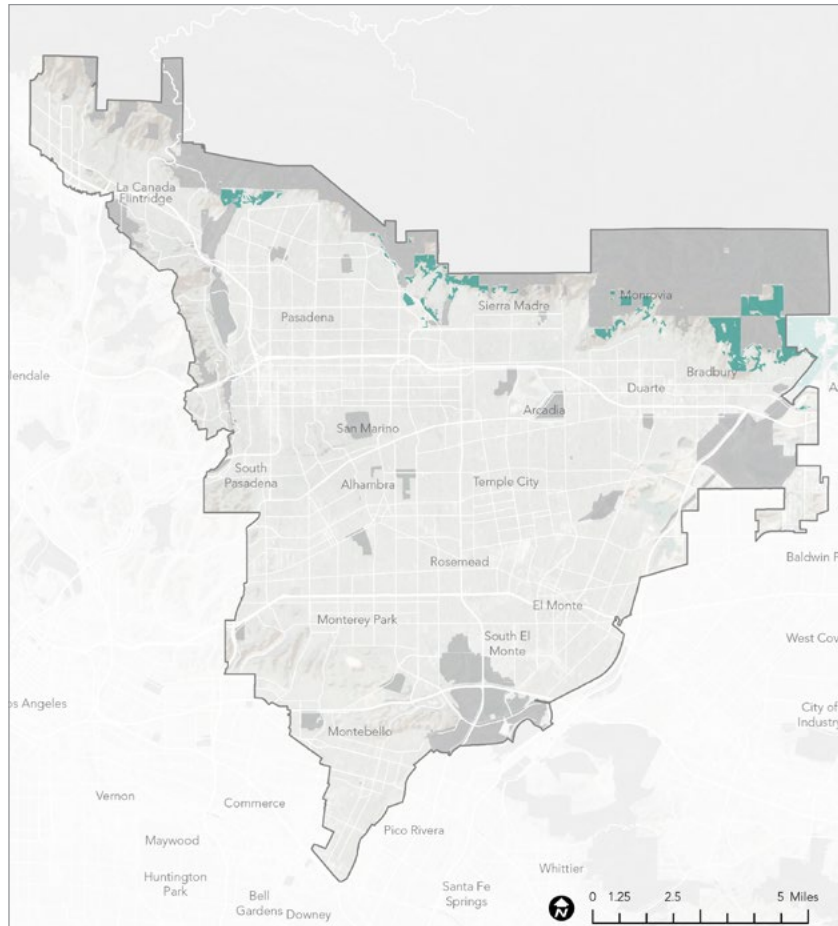 La Canada
Flintridge
Pasadena
Sierra Madre
Monrovia
Bradbury
Duarte
Arcadia
San Marino
South
Pasadena
Alhambra
Temple City
Rosemead
El Monte
Baldwin P
Monterey Park
South El
Monte
West Cov
os Angeles
City of
Industry
Montebello
Vernon
Commerce
Pico Rivera
Maywood
Huntington
Park
Whittier
Bell
Gardens
Downey
Santa Fe
Springs
N
0 1.25 2.5 5 Miles